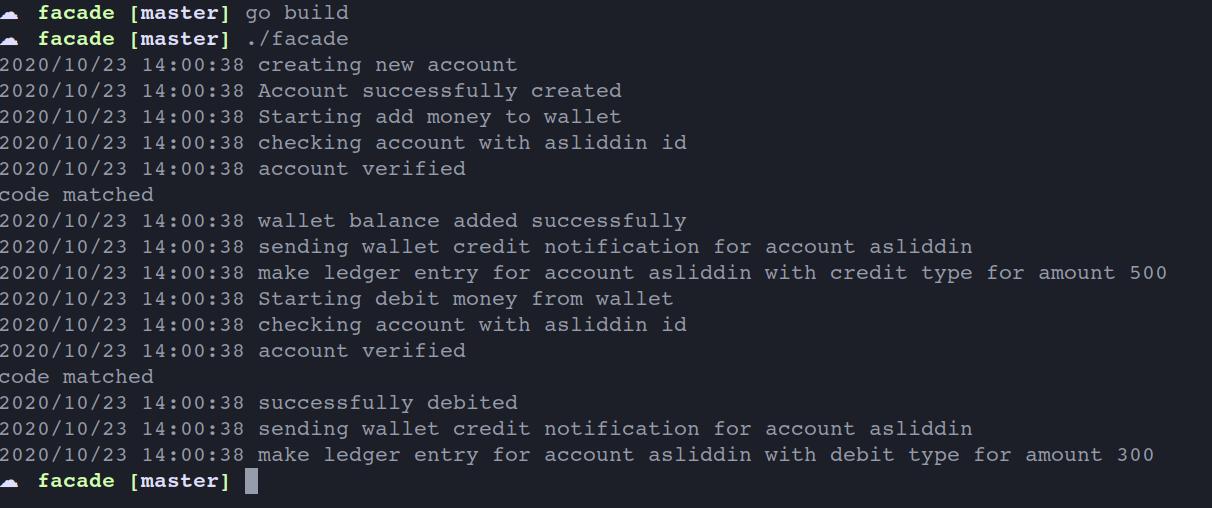 ☁ facade [master] go build
☁ facade [master] ./facade
2020/10/23 14:00:38 creating new account
2020/10/23 14:00:38 Account successfully created
2020/10/23 14:00:38 Starting add money to wallet
2020/10/23 14:00:38 checking account with asliddin id
2020/10/23 14:00:38 account verified
code matched
2020/10/23 14:00:38 wallet balance added successfully
2020/10/23 14:00:38 sending wallet credit notification for account asliddin
2020/10/23 14:00:38 make ledger entry for account asliddin with credit type for amount 500
2020/10/23 14:00:38 Starting debit money from wallet
2020/10/23 14:00:38 checking account with asliddin id
2020/10/23 14:00:38 account verified
code matched
2020/10/23 14:00:38 successfully debited
2020/10/23 14:00:38 sending wallet credit notification for account asliddin
2020/10/23 14:00:38 make ledger entry for account asliddin with debit type for amount 300
☁ facade [master]